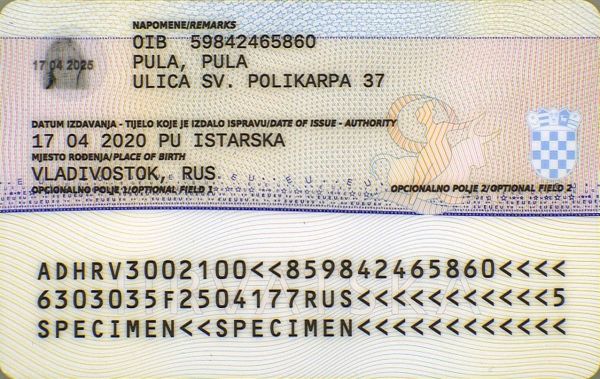 NAPOMENE/REMARKS
OIB 59842465860
17 04 2025
PULA, PULA
ULICA SV. POLIKARPA 37
DATUM IZDAVANJA - TIJELO KOJE JE IZDALO ISPRAVU/DATE OF ISSUE - AUTHORITY
17 04 2020 PU ISTARSKA
MJESTO ROĐENJA/PLACE OF BIRTH
VLADIVOSTOK, RUS
OPCIONALNO POLJE 1/OPTIONAL FIELD 1
OPCIONALNO POLJE 2/OPTIONAL FIELD 2
HRVATSKA
ADHRV3002100<<859842465860<<<<
6303035F2504177RUS<<<<<<<<<<<5
SPECIMEN<<SPECIMEN<<<<<<<<<<<<